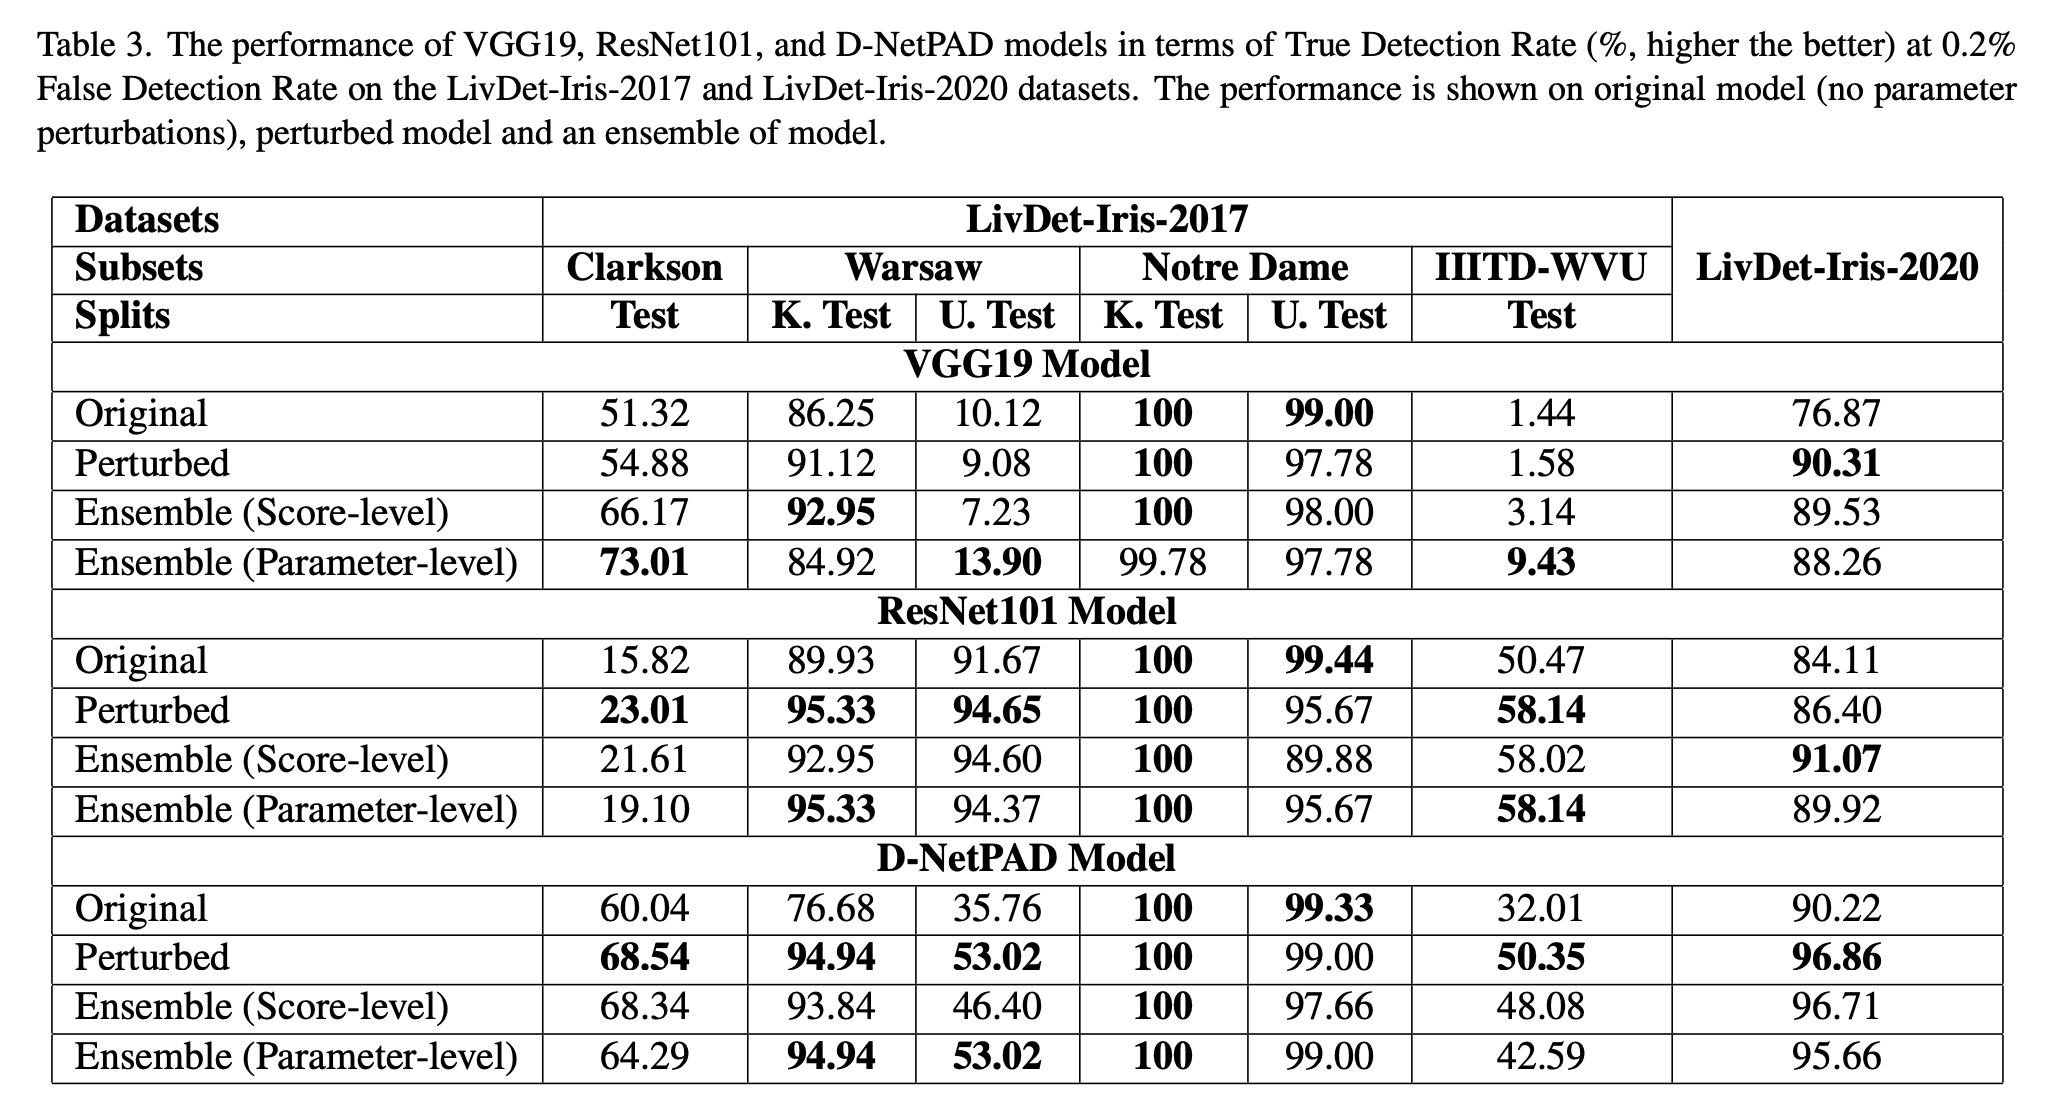 Table 3. The performance of VGG19, ResNet101, and D-NetPAD models in terms of True Detection Rate (%, higher the better) at 0.2%
False Detection Rate on the LivDet-Iris-2017 and LivDet-Iris-2020 datasets. The performance is shown on original model (no parameter
perturbations), perturbed model and an ensemble of model.
Datasets LivDet-Iris-2017
Subsets Clarkson Warsaw Notre Dame IIITD-WVU LivDet-Iris-2020
Splits Test K. Test U. Test K. Test U. Test Test
VGG19 Model
Original 51.32 86.25 10.12 100 99.00 1.44 76.87
Perturbed 54.88 91.12 9.08 100 97.78 1.58 90.31
Ensemble (Score-level) 66.17 92.95 7.23 100 98.00 3.14 89.53
Ensemble (Parameter-level) 73.01 84.92 13.90 99.78 97.78 9.43 88.26
ResNet101 Model
Original 15.82 89.93 91.67 100 99.44 50.47 84.11
Perturbed 23.01 95.33 94.65 100 95.67 58.14 86.40
Ensemble (Score-level) 21.61 92.95 94.60 100 89.88 58.02 91.07
Ensemble (Parameter-level) 19.10 95.33 94.37 100 95.67 58.14 89.92
D-NetPAD Model
Original 60.04 76.68 35.76 100 99.33 32.01 90.22
Perturbed 68.54 94.94 53.02 100 99.00 50.35 96.86
Ensemble (Score-level) 68.34 93.84 46.40 100 97.66 48.08 96.71
Ensemble (Parameter-level) 64.29 94.94 53.02 100 99.00 42.59 95.66